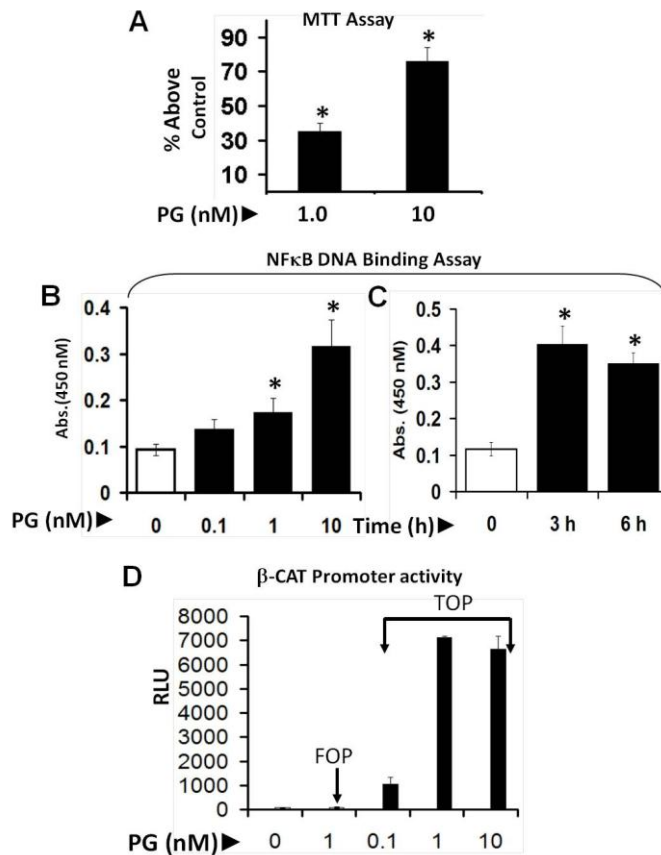 A MTT Assay
% Above
Control
90
70
50
30
10
* *
PG (nM)► 1.0 10
NFκB DNA Binding Assay
B
Abs.(450 nM)
0.4
0.3
0.2
0.1
0
* *
PG (nM)► 0 0.1 1 10
C
Abs. (450 nM)
0.5
0.4
0.3
0.2
0.1
0
* *
Time (h)► 0 3 h 6 h
D β-CAT Promoter activity
RLU
8000
7000
6000
5000
4000
3000
2000
1000
0
FOP
TOP
PG (nM)► 0 1 0.1 1 10